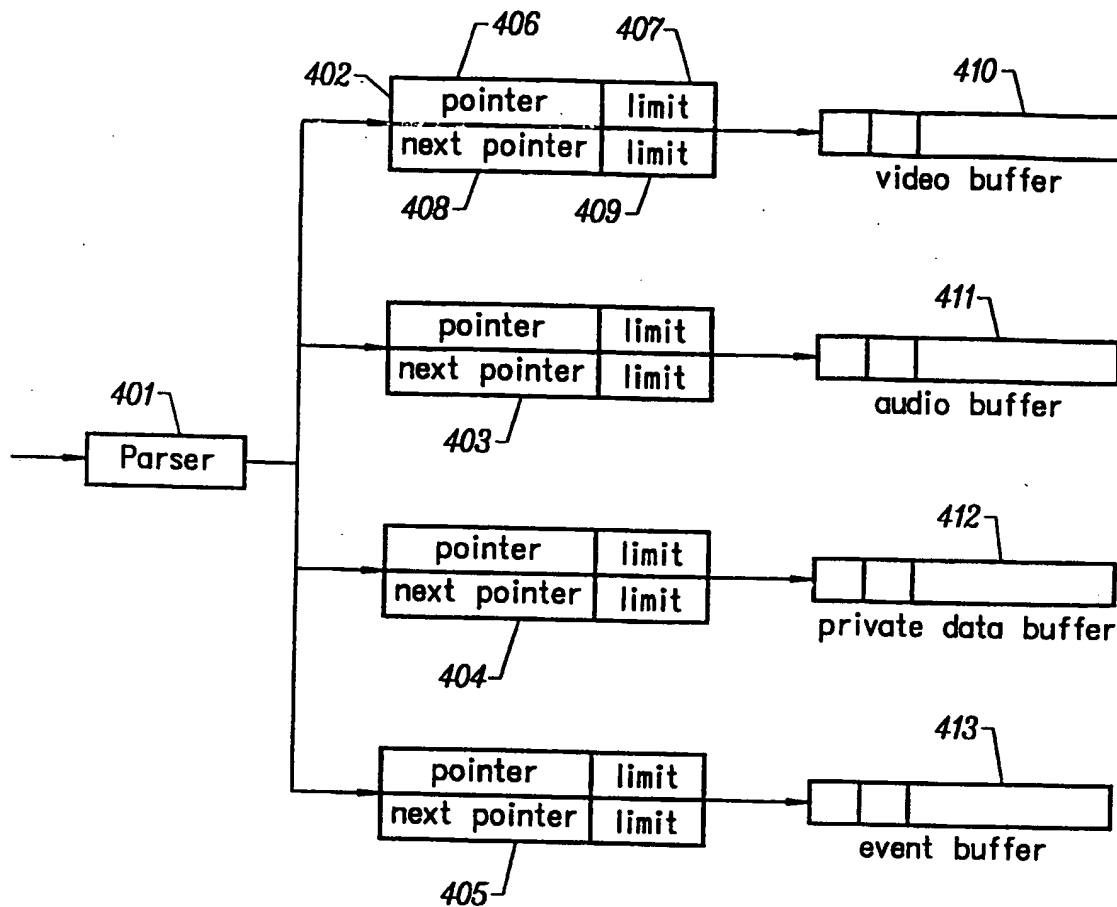 406
407
402
410
pointer limit
next pointer limit
video buffer
408
409
411
pointer limit
next pointer limit
audio buffer
401
403
Parser
412
pointer limit
next pointer limit
private data buffer
404
413
pointer limit
next pointer limit
event buffer
405